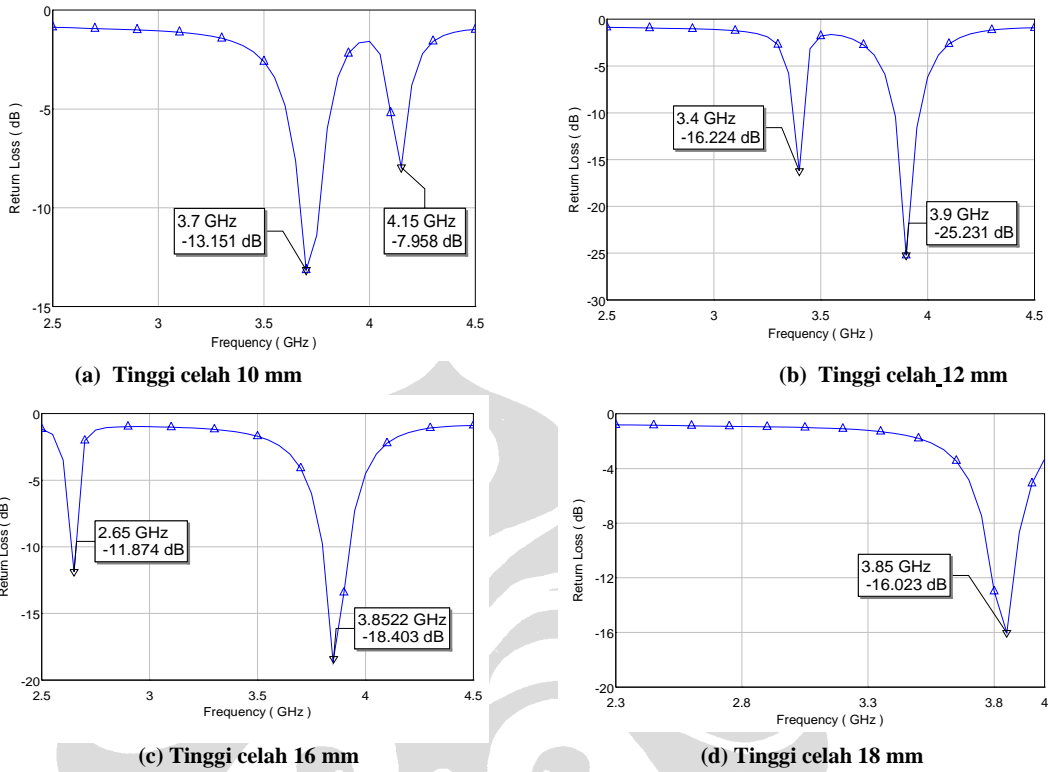 0
-5
-10
-15
Return Loss ( dB )
3.7 GHz
-13.151 dB
4.15 GHz
-7.958 dB
2.5 3 3.5 4 4.5
Frequency ( GHz )
(a) Tinggi celah 10 mm
0
-5
-10
-15
-20
-25
-30
Return Loss ( dB )
3.4 GHz
-16.224 dB
3.9 GHz
-25.231 dB
2.5 3 3.5 4 4.5
Frequency ( GHz )
(b) Tinggi celah 12 mm
0
-5
-10
-15
-20
Return Loss ( dB )
2.65 GHz
-11.874 dB
3.8522 GHz
-18.403 dB
2.5 3 3.5 4 4.5
Frequency ( GHz )
(c) Tinggi celah 16 mm
0
-4
-8
-12
-16
-20
Return Loss ( dB )
3.85 GHz
-16.023 dB
2.3 2.8 3.3 3.8 4
Frequency ( GHz )
(d) Tinggi celah 18 mm